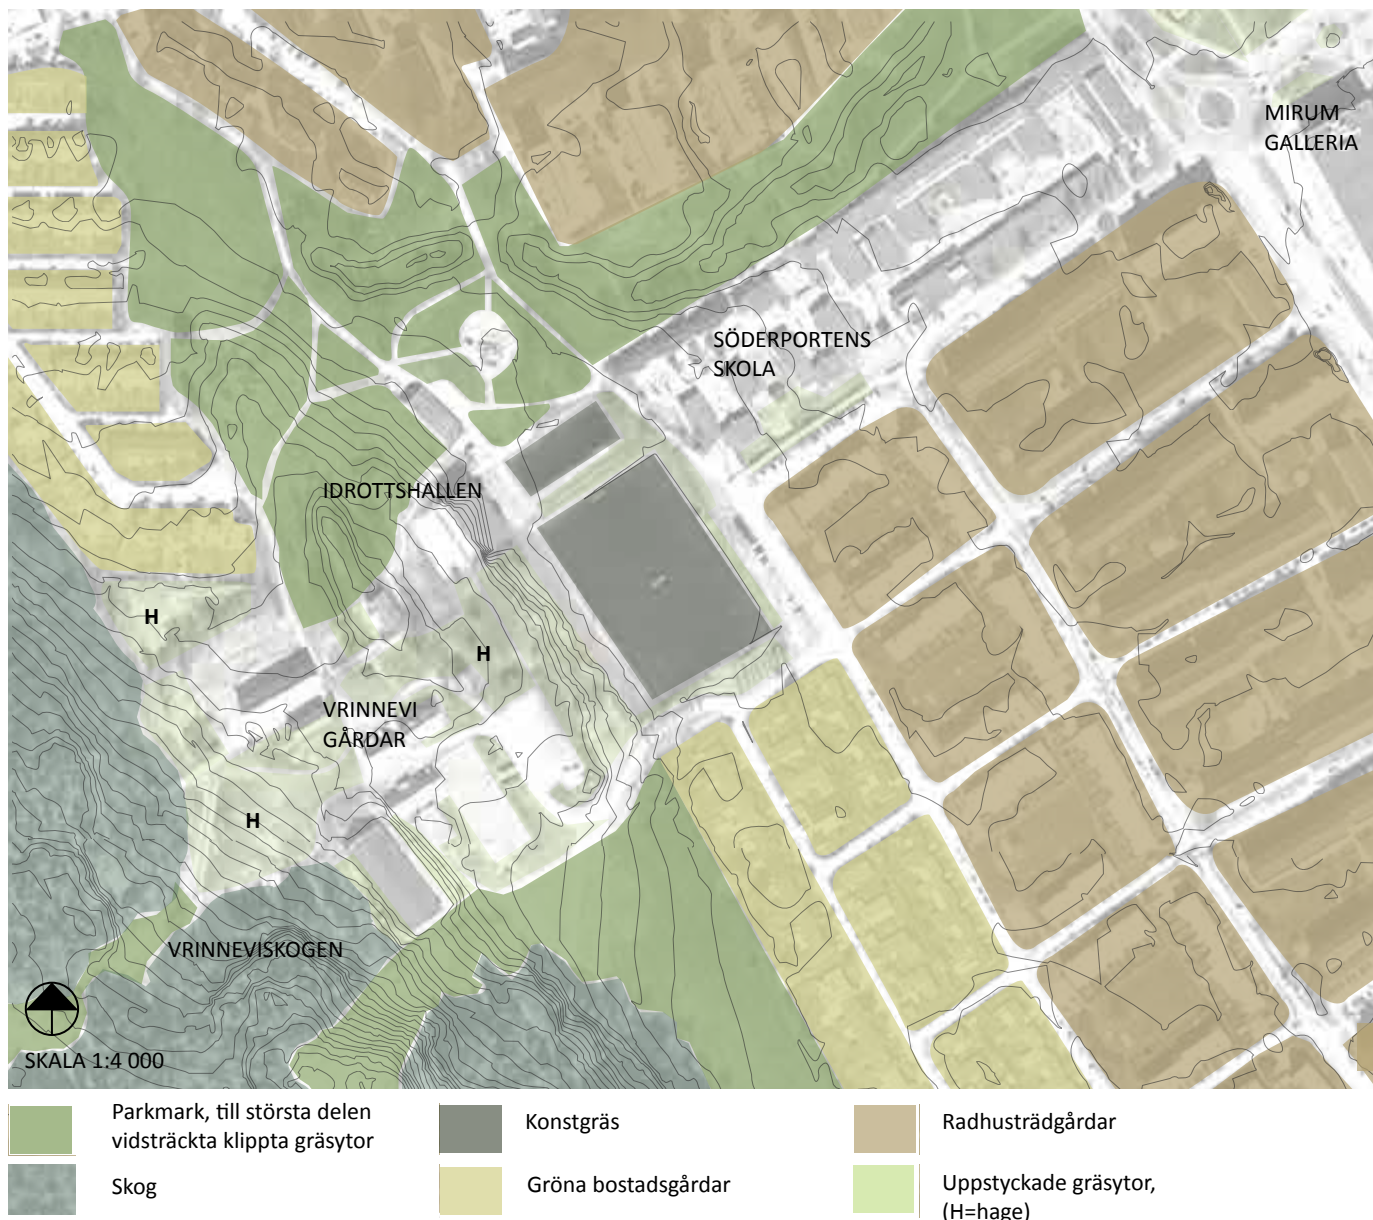 MIRUM
GALLERIA
SÖDERPORTENS
SKOLA
IDROTTSHALLEN
H
H
VRINNEVI
GÅRDAR
H
VRINNEVISKOGEN
SKALA 1:4 000
Parkmark, till största delen
vidsträckta klippta gräsytor
Konstgräs
Radhusträdgårdar
Skog
Gröna bostadsgårdar
Uppstyckade gräsytor,
(H=hage)